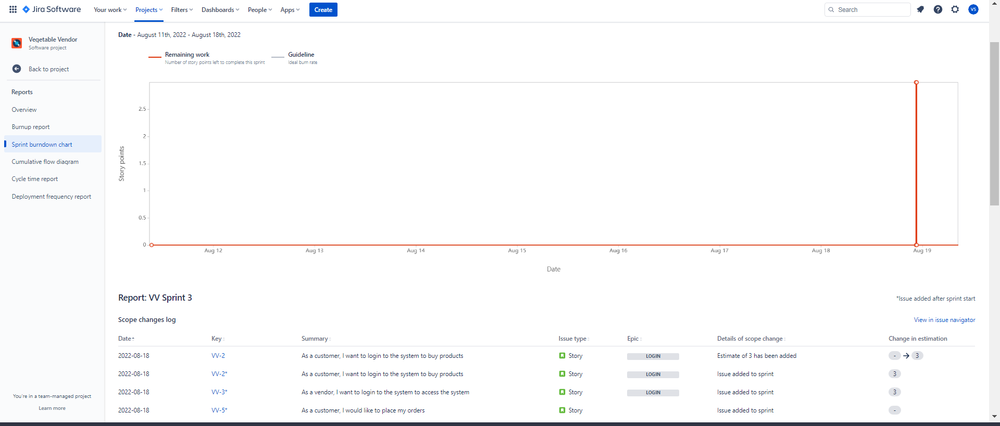 Jira Software Your work Projects Filters Dashboards People Apps Create Search VS
Vegetable Vendor
Software project
Back to project
Reports
Overview
Burnup report
Sprint burndown chart
Cumulative flow diagram
Cycle time report
Deployment frequency report
You're in a team-managed project
Learn more
Date - August 11th, 2022 - August 18th, 2022
Remaining work
Number of story points left to complete this sprint
Guideline
Ideal burn rate
Story points
2.5
2
1.5
1
0.5
0
Aug 12 Aug 13 Aug 14 Aug 15 Aug 16 Aug 17 Aug 18 Aug 19
Date
Report: VV Sprint 3
*Issue added after sprint start
Scope changes log
View in issue navigator
Date Key Summary Issue type Epic Details of scope change Change in estimation
2022-08-18 VV-2 As a customer, I want to login to the system to buy products Story LOGIN Estimate of 3 has been added - → 3
2022-08-18 VV-2* As a customer, I want to login to the system to buy products Story LOGIN Issue added to sprint 3
2022-08-18 VV-3* As a vendor, I want to login to the system to access the system Story LOGIN Issue added to sprint 3
2022-08-18 VV-5* As a customer, I would like to place my orders Story Issue added to sprint -